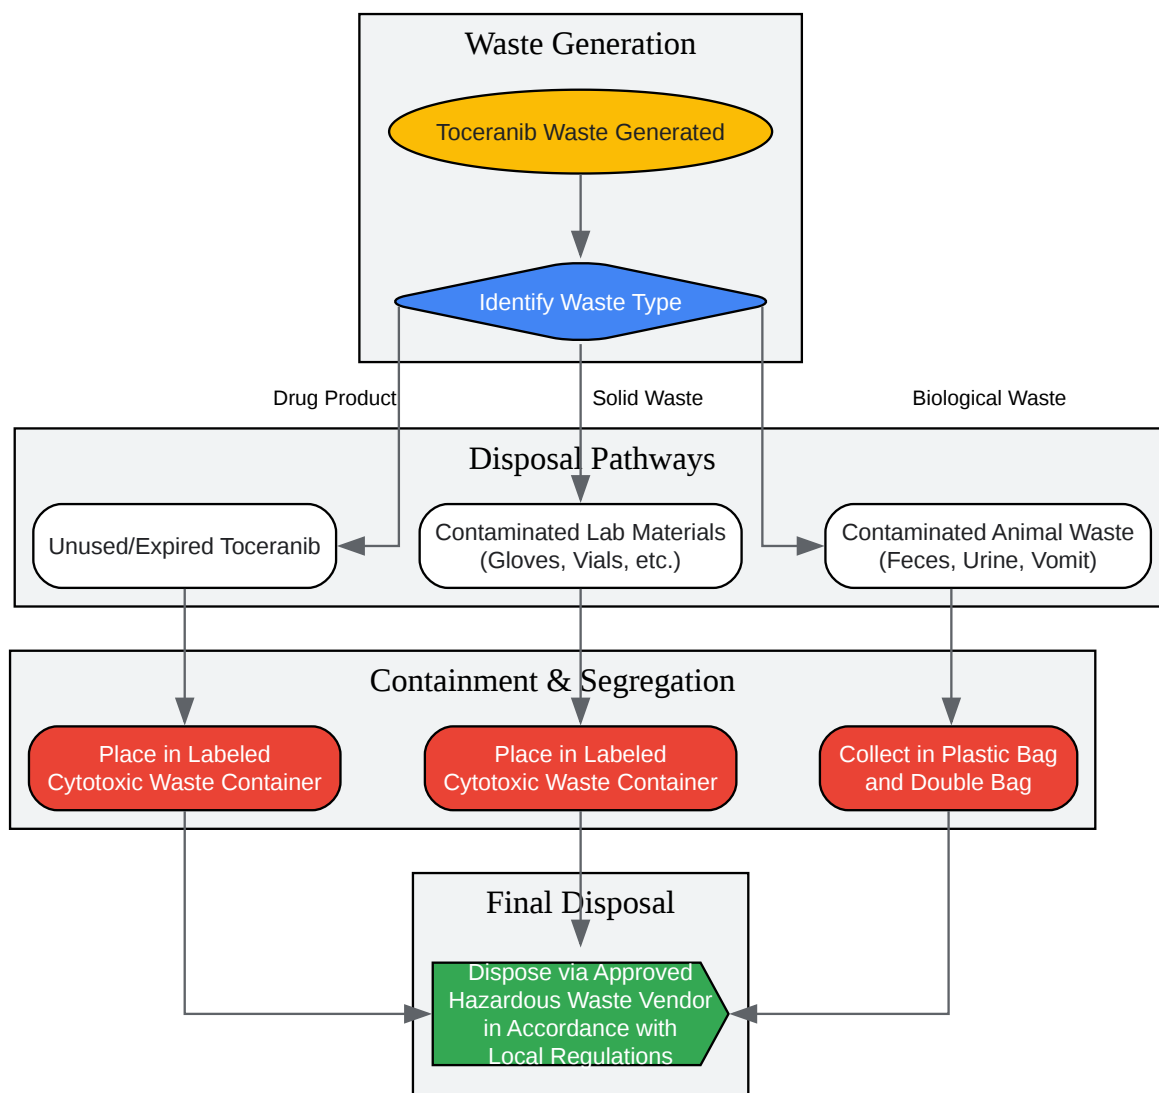 Waste Generation
Toceranib Waste Generated
Identify Waste Type
Drug Product
Solid Waste
Biological Waste
Disposal Pathways
Unused/Expired Toceranib
Contaminated Lab Materials
(Gloves, Vials, etc.)
Contaminated Animal Waste
(Feces, Urine, Vomit)
Containment & Segregation
Place in Labeled
Cytotoxic Waste Container
Place in Labeled
Cytotoxic Waste Container
Collect in Plastic Bag
and Double Bag
Final Disposal
Dispose via Approved
Hazardous Waste Vendor
in Accordance with
Local Regulations